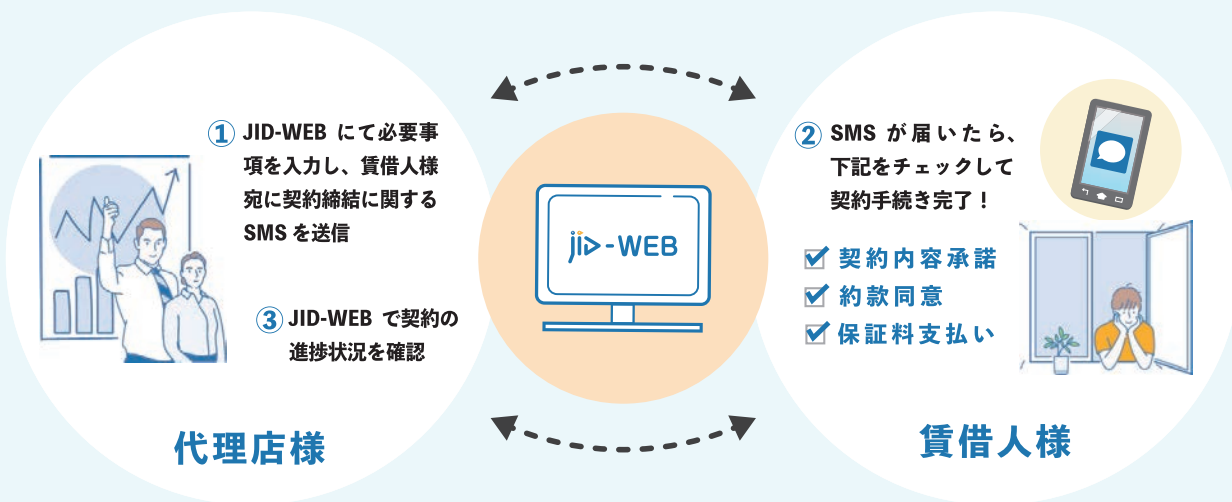 ① JID-WEB にて必要事
項を入力し、賃借人様
宛に契約締結に関する
SMS を送信
③ JID-WEB で契約の
進捗状況を確認
代理店様
jid-WEB
② SMS が届いたら、
下記をチェックして
契約手続き完了！
契約内容承諾
約款同意
保証料支払い
賃借人様